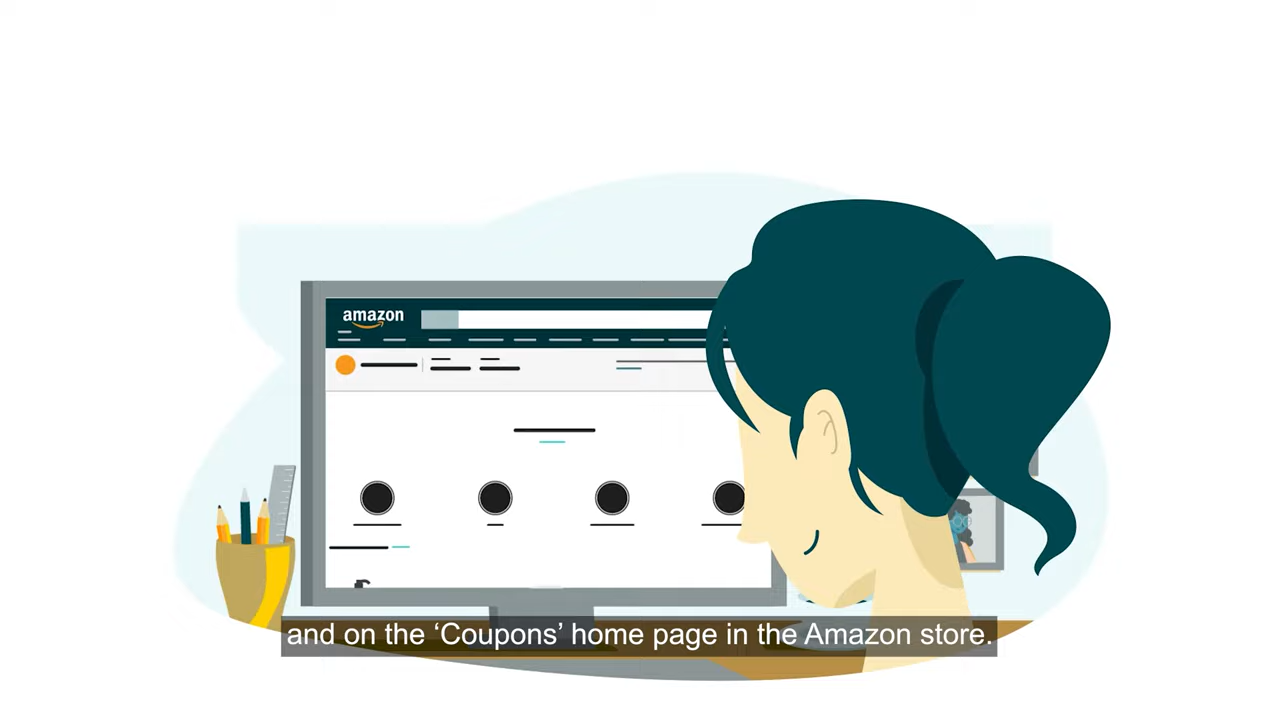 amazon
and on the ‘Coupons’ home page in the Amazon store.